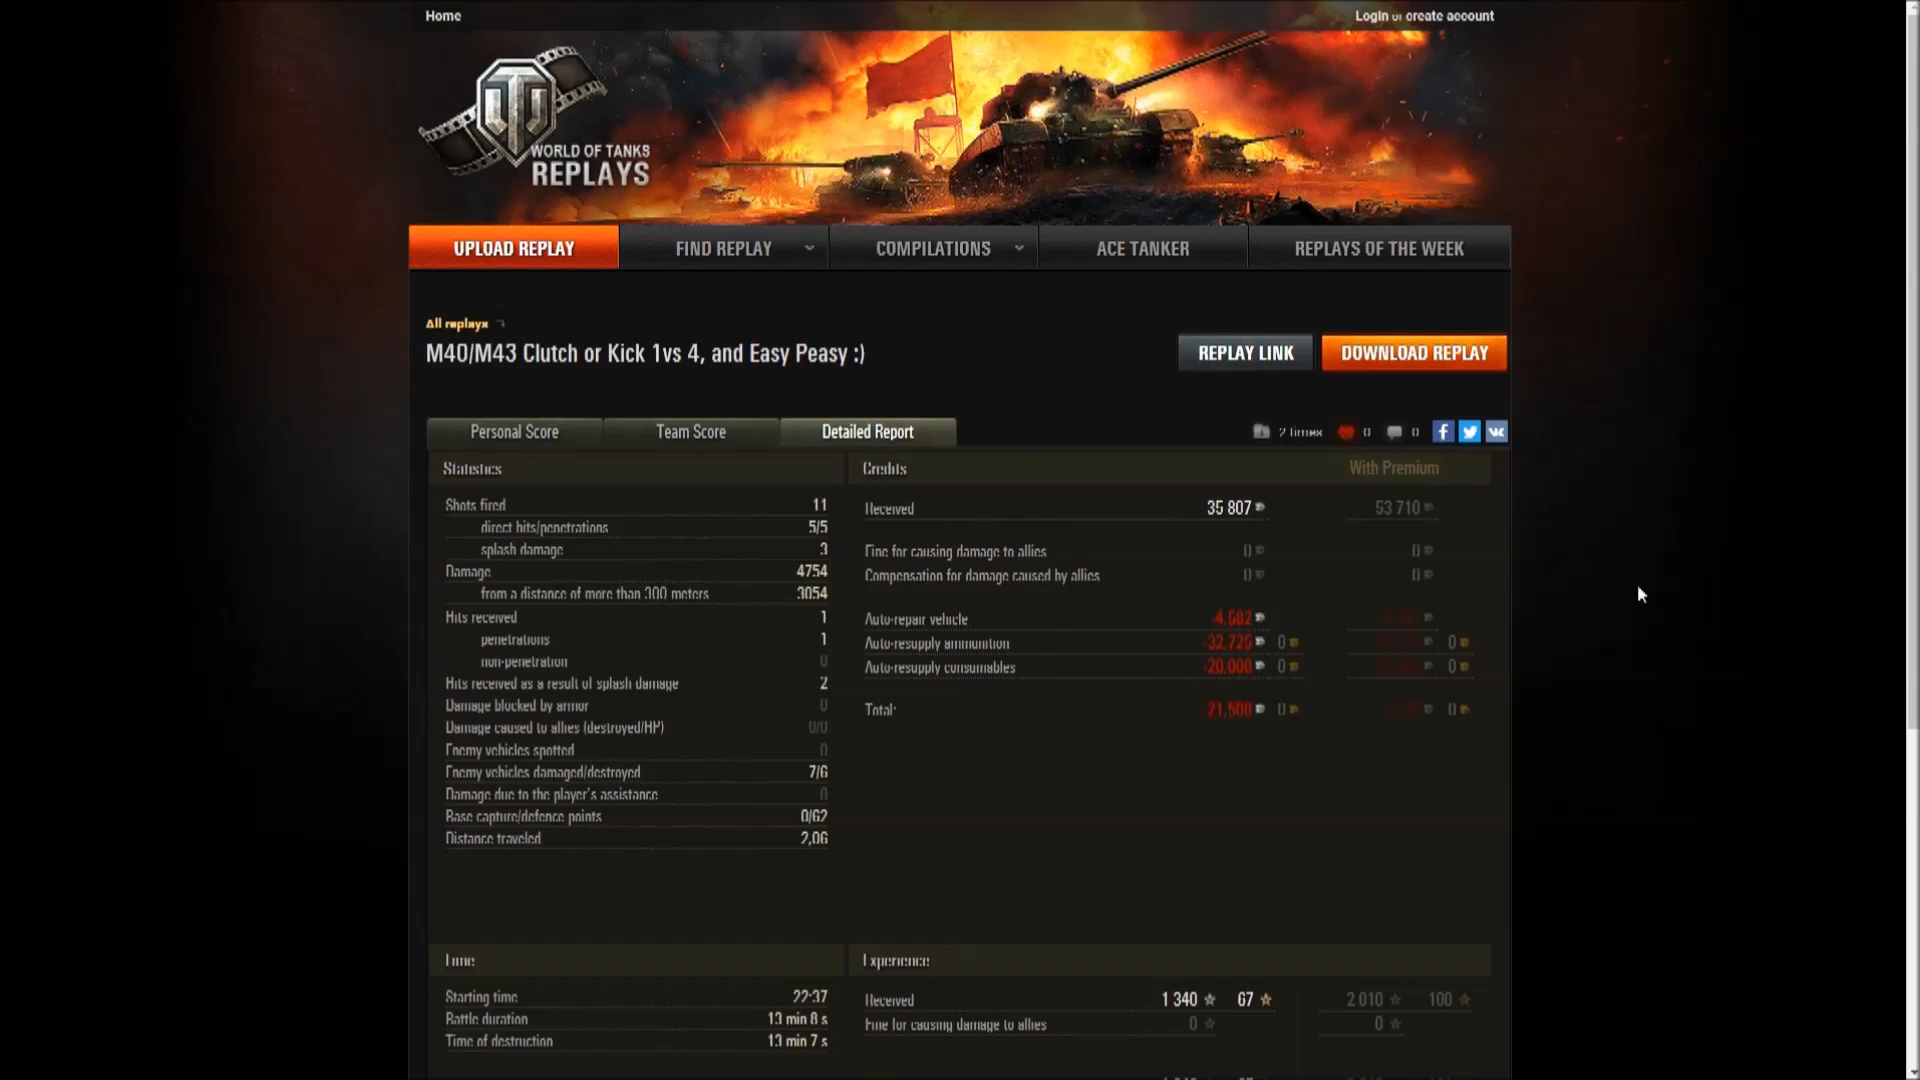 Home
Login or create account
WORLD OF TANKS
REPLAYS
UPLOAD REPLAY
FIND REPLAY
COMPILATIONS
ACE TANKER
REPLAYS OF THE WEEK
All replays
M40/M43 Clutch or Kick 1vs 4, and Easy Peasy :)
REPLAY LINK
DOWNLOAD REPLAY
Personal Score
Team Score
Detailed Report
2 times
0
0
Statistics
Shots fired 11
direct hits/penetrations 5/5
splash damage 3
Damage 4754
from a distance of more than 300 meters 3054
Hits received 1
penetrations 1
non-penetration 0
Hits received as a result of splash damage 2
Damage blocked by armor 0
Damage caused to allies (destroyed/HP) 0/0
Enemy vehicles spotted 0
Enemy vehicles damaged/destroyed 7/6
Damage due to the player's assistance 0
Base capture/defence points 0/62
Distance traveled 2,06
Credits With Premium
Received 35 807 53 710
Fine for causing damage to allies 0 0
Compensation for damage caused by allies 0 0
Auto-repair vehicle
Auto-resupply ammunition 0 0
Auto-resupply consumables -20,000 0 0
Total: 0 0
Time
Starting time 22:37
Battle duration 13 min 8 s
Time of destruction 13 min 7 s
Experience
Received 1 340 67 2 010 100
Fine for causing damage to allies 0 0